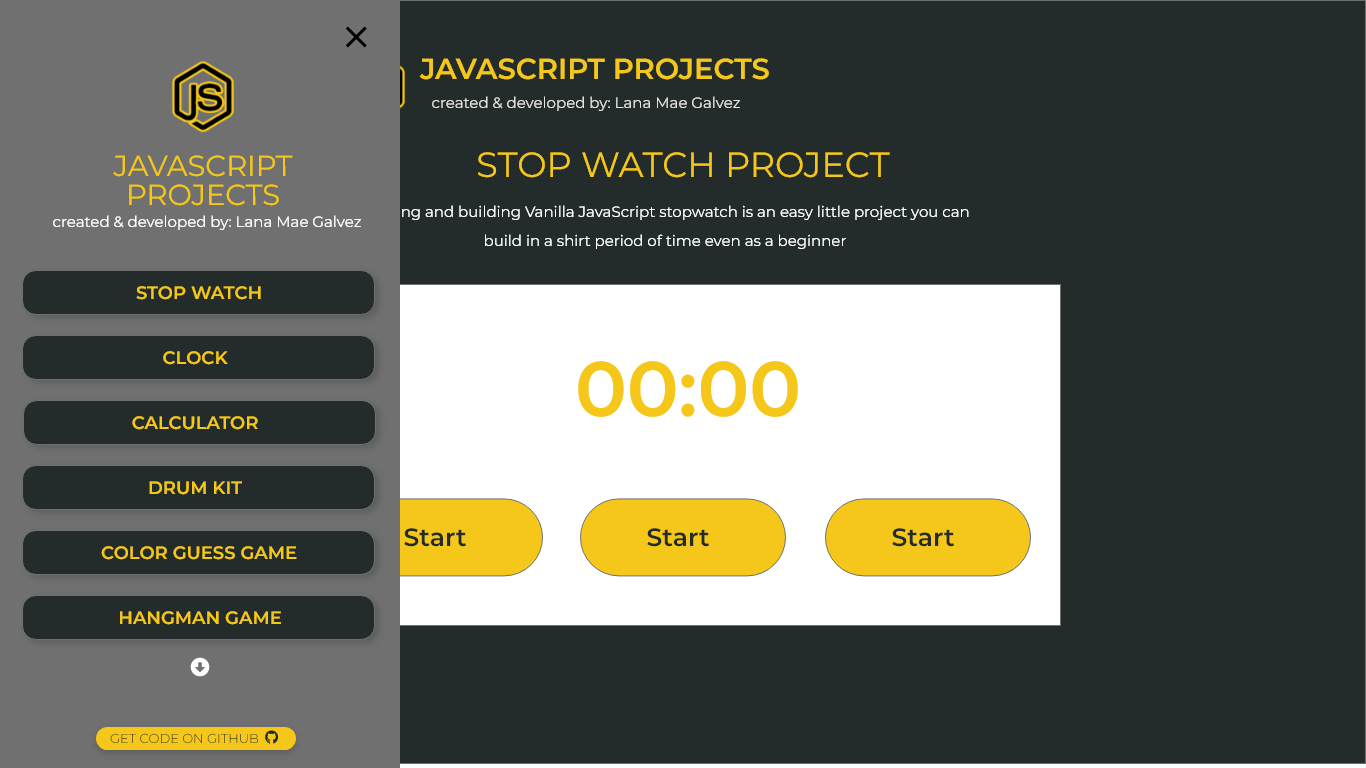 JS
JAVASCRIPT
PROJECTS
created & developed by: Lana Mae Galvez
STOP WATCH
CLOCK
CALCULATOR
DRUM KIT
COLOR GUESS GAME
HANGMAN GAME
GET CODE ON GITHUB
JAVASCRIPT PROJECTS
created & developed by: Lana Mae Galvez
STOP WATCH PROJECT
and building Vanilla JavaScript stopwatch is an easy little project you can
build in a shirt period of time even as a beginner
00:00
Start Start Start